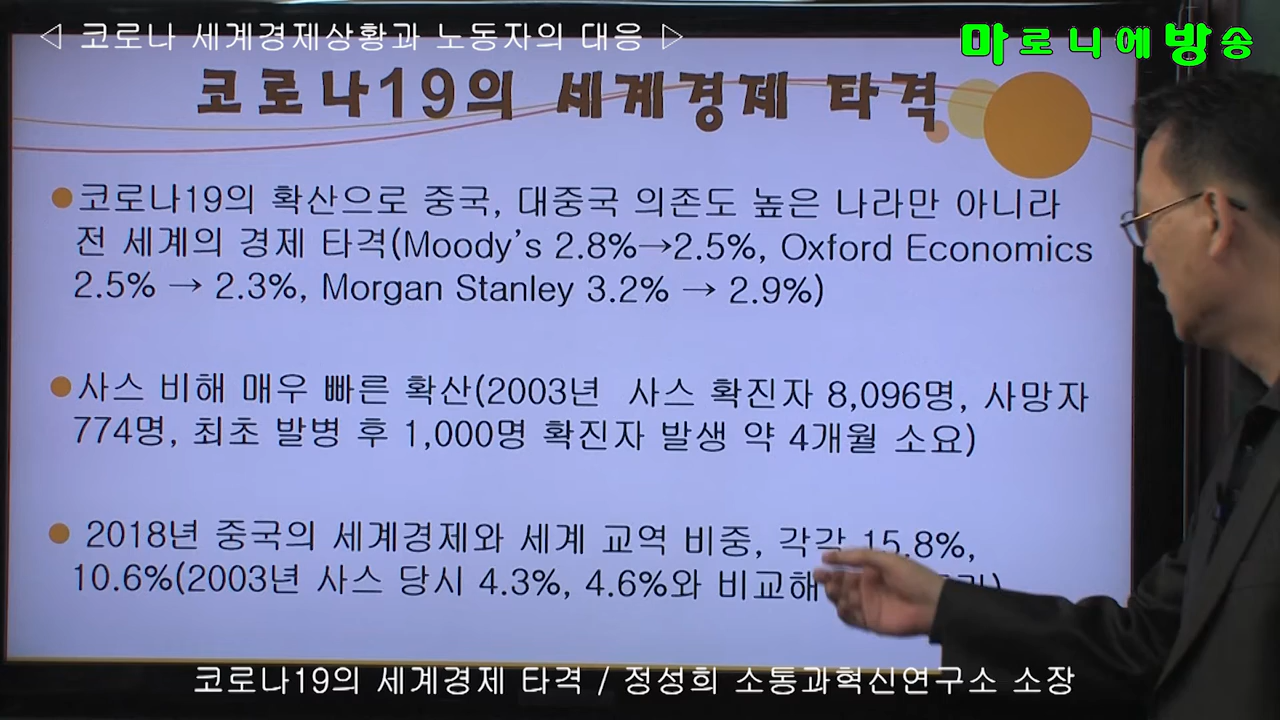 ◁ 코로나 세계경제상황과 노동자의 대응 ▷
마로니에방송
코로나19의 세계경제 타격
●코로나19의 확산으로 중국, 대중국 의존도 높은 나라만 아니라
전 세계의 경제 타격(Moody’s 2.8%→2.5%, Oxford Economics
2.5% → 2.3%, Morgan Stanley 3.2% → 2.9%)
●사스 비해 매우 빠른 확산(2003년 사스 확진자 8,096명, 사망자
774명, 최초 발병 후 1,000명 확진자 발생 약 4개월 소요)
● 2018년 중국의 세계경제와 세계 교역 비중, 각각 15.8%,
10.6%(2003년 사스 당시 4.3%, 4.6%와 비교해
코로나19의 세계경제 타격 / 정성희 소통과혁신연구소 소장